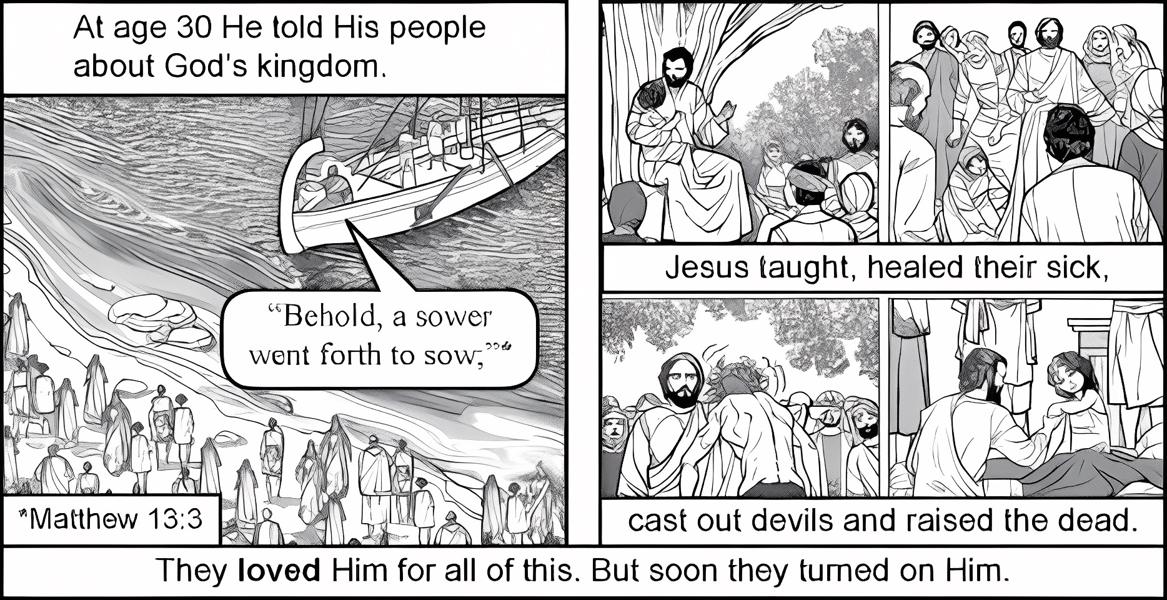 At age 30 He told His people
about God's kingdom.
“Behold, a sower
went forth to sow;”*
*Matthew 13:3
Jesus taught, healed their sick,
cast out devils and raised the dead.
They loved Him for all of this. But soon they turned on Him.